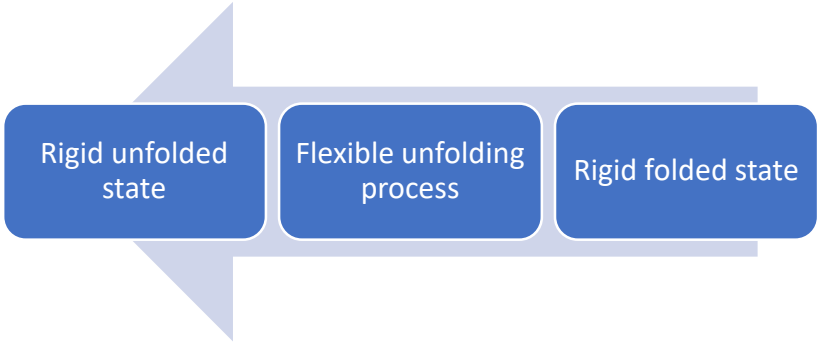 Rigid unfolded
state
Flexible unfolding
process
Rigid folded state